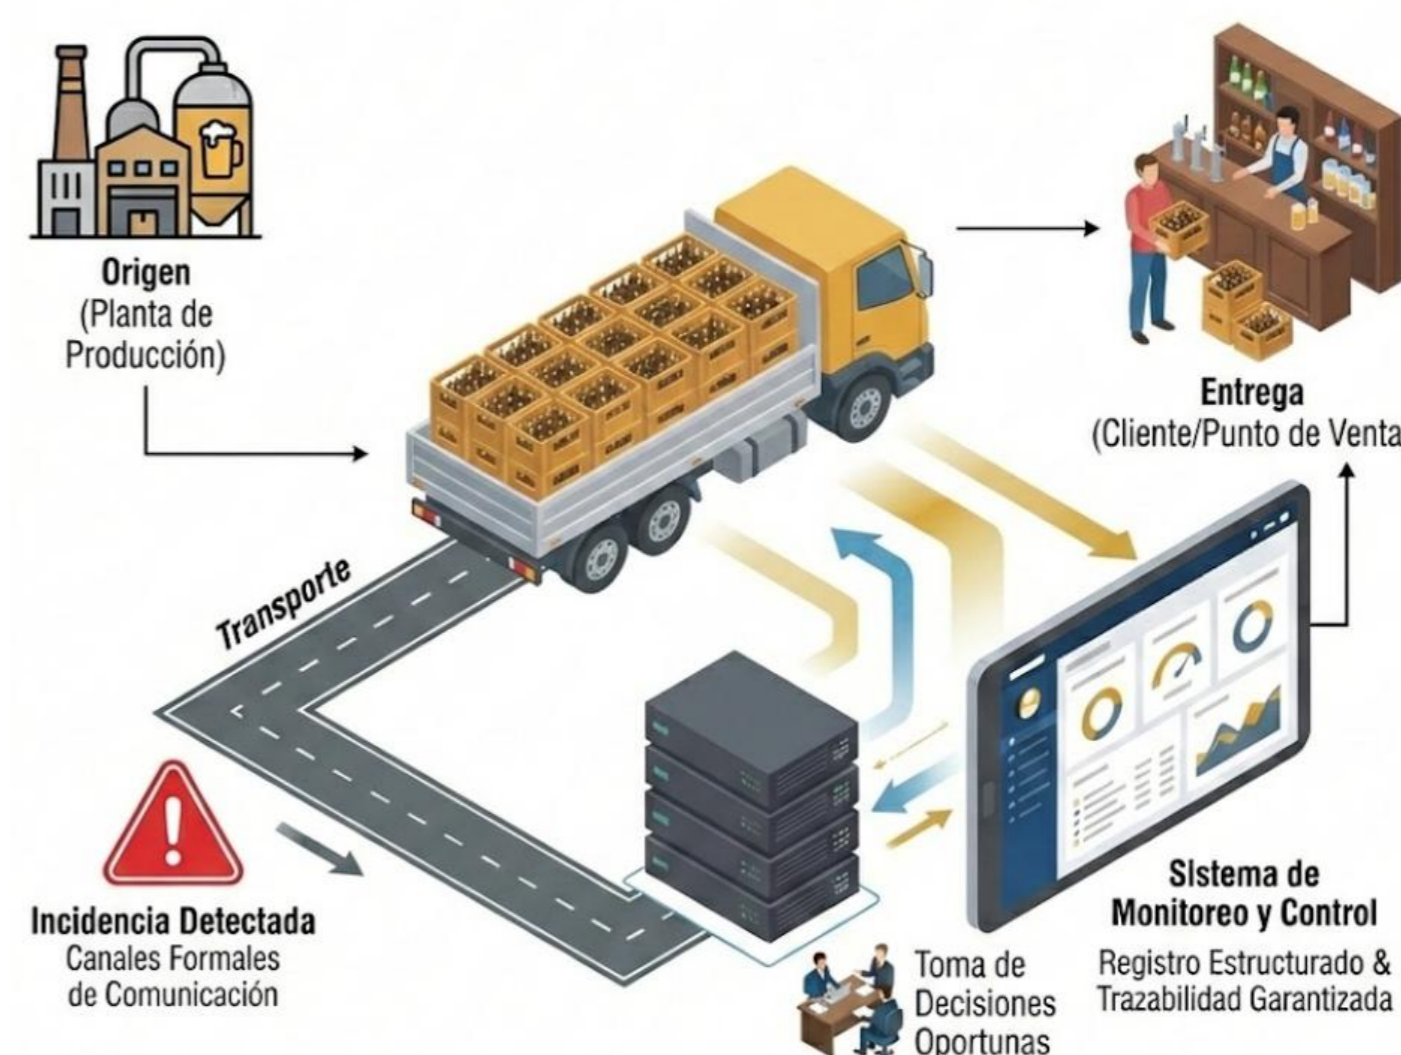 Origen
(Planta de
Producción)
Entrega
(Cliente/Punto de Venta
Transporte
Incidencia Detectada
Canales Formales
de Comunicación
Sistema de
Monitoreo y Control
Registro Estructurado &
Trazabilidad Garantizada
Toma de
Decisiones
Oportunas